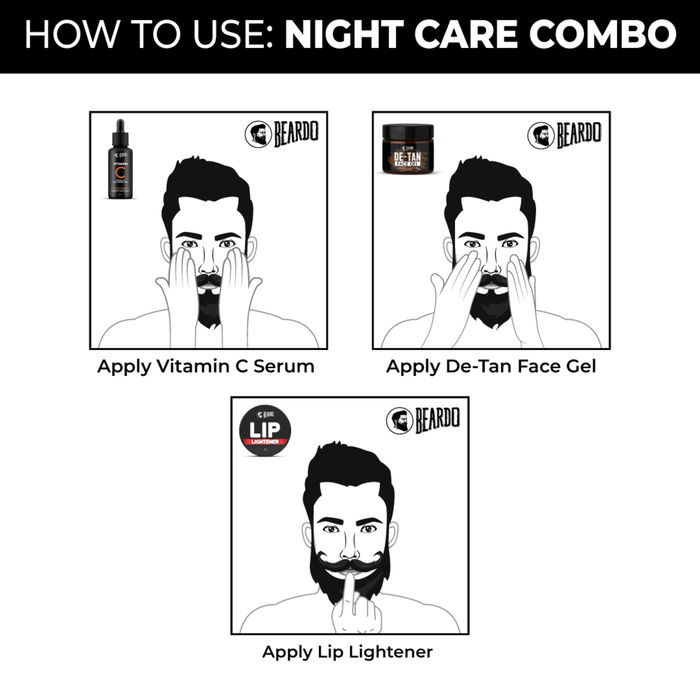 HOW TO USE: NIGHT CARE COMBO
BEARDO
VITAMIN
C
Apply Vitamin C Serum
BEARDO
DE-TAN
FACE GEL
Apply De-Tan Face Gel
BEARDO
LIP
LIGHTENER
Apply Lip Lightener